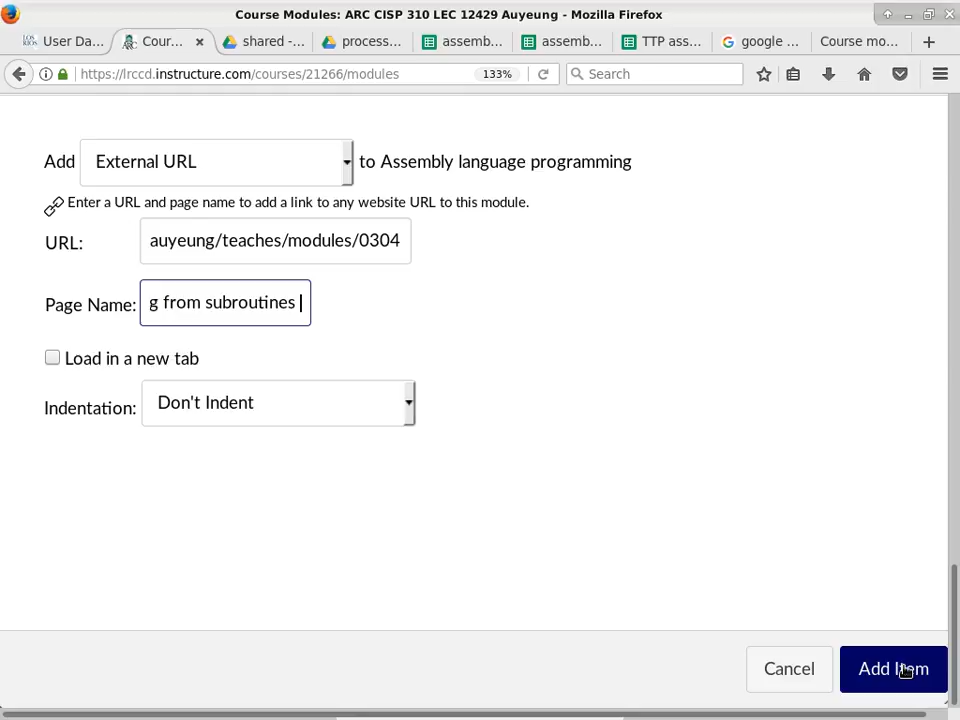 Course Modules: ARC CISP 310 LEC 12429 Auyeung - Mozilla Firefox
User Da... Cour... shared -... process... assemb... assemb... TTP ass... google ... Course mo...
https://lrccd.instructure.com/courses/21266/modules 133% Search
Add External URL to Assembly language programming
Enter a URL and page name to add a link to any website URL to this module.
URL: auyeung/teaches/modules/0304
Page Name: g from subroutines
Load in a new tab
Indentation: Don't Indent
Cancel Add Item